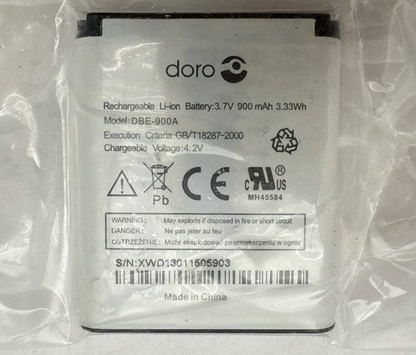 doro
Rechargeable Li-ion Battery:3.7V 900 mAh 3.33Wh
Model:DBE-900A
Execution Criteria:GB/T18287-2000
Chargeable Voltage:4.2V
Pb CE c RU US
MH45584
WARNING: May explode if disposed in fire or short circuit
DANGER: Ne pas jeter au feu
OSTRZEŻENIE: Może eksplodować po umieszczeniu w ogniu
S/N:XWD13011505903
Made in China